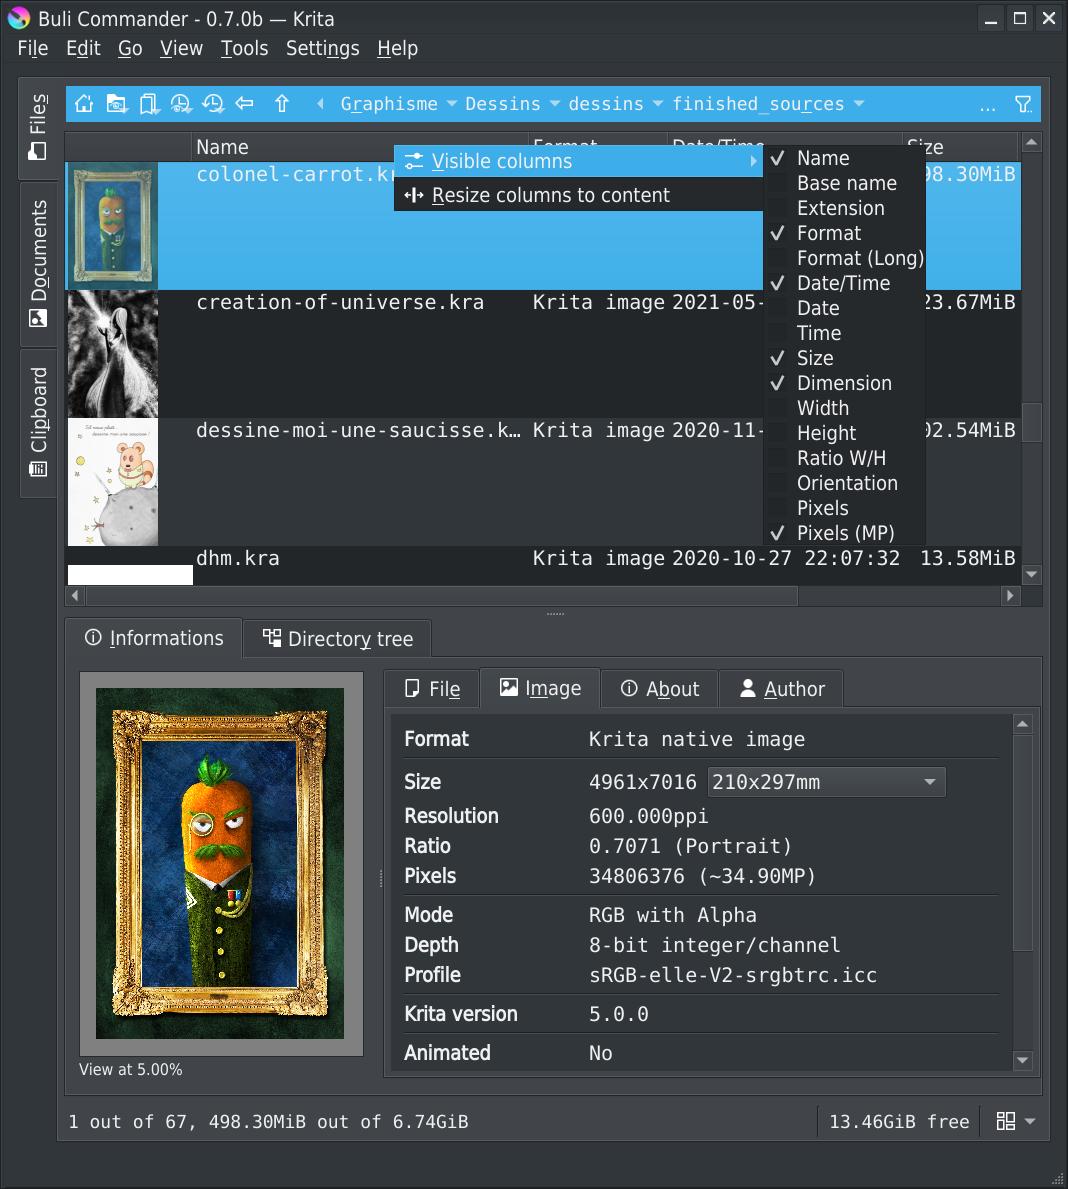 Buli Commander - 0.7.0b — Krita
File Edit Go View Tools Settings Help
Files
Documents
Clipboard
Graphisme Dessins dessins finished_sources ...
Name Format Date/Time Size
Visible columns
Resize columns to content
Name
Base name
Extension
Format
Format (Long)
Date/Time
Date
Time
Size
Dimension
Width
Height
Ratio W/H
Orientation
Pixels
Pixels (MP)
colonel-carrot.kr 98.30MiB
creation-of-universe.kra Krita image 2021-05- 23.67MiB
dessine-moi-une-saucisse.k… Krita image 2020-11- 02.54MiB
dhm.kra Krita image 2020-10-27 22:07:32 13.58MiB
Informations Directory tree
File Image About Author
Format Krita native image
Size 4961x7016 210x297mm
Resolution 600.000ppi
Ratio 0.7071 (Portrait)
Pixels 34806376 (~34.90MP)
Mode RGB with Alpha
Depth 8-bit integer/channel
Profile sRGB-elle-V2-srgbtrc.icc
Krita version 5.0.0
Animated No
View at 5.00%
1 out of 67, 498.30MiB out of 6.74GiB 13.46GiB free